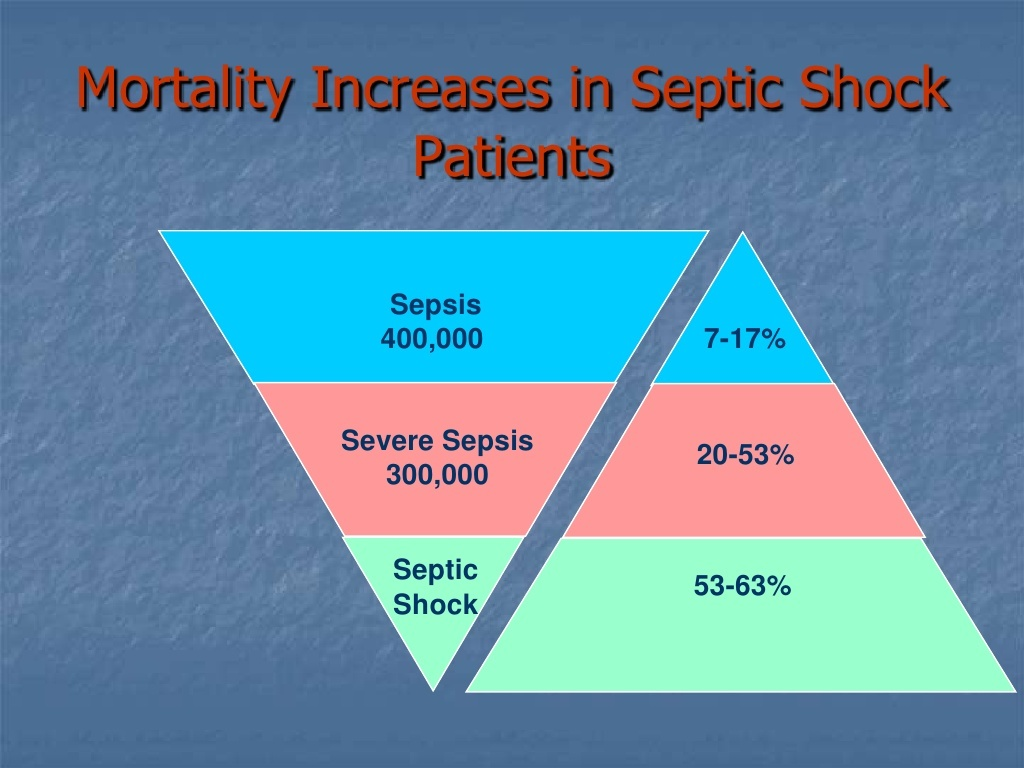 Mortality Increases in Septic Shock
Patients
Sepsis
400,000
7-17%
Severe Sepsis
300,000
20-53%
Septic
Shock
53-63%